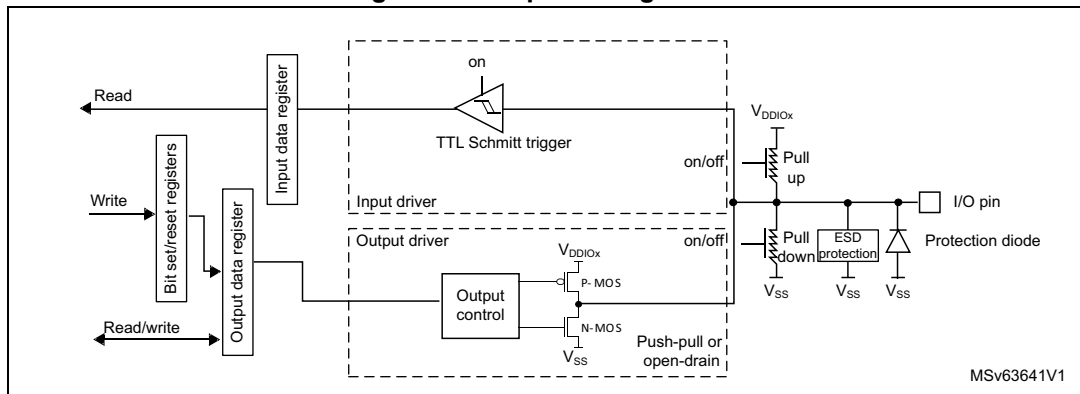 on
Read
Input data register
TTL Schmitt trigger
V DDIOx
on/off
Pull
up
Bit set/reset registers
Write
Input driver
I/O pin
Output data register
Output driver
on/off
Pull
down
ESD
protection
Protection diode
V DDIOx
P-MOS
Output
control
VSS
VSS
VSS
Read/write
N-MOS
VSS
Push-pull or
open-drain
MSv63641V1